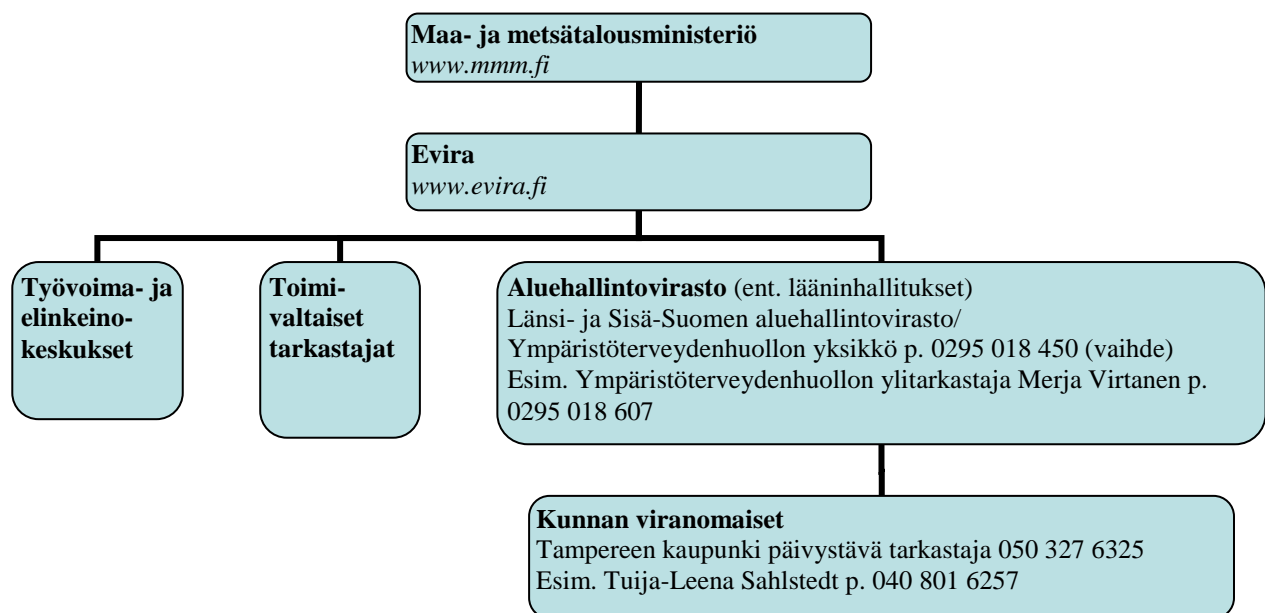 Maa- ja metsätalousministeriö
www.mmm.fi
Evira
www.evira.fi
Työvoima- ja
elinkeino-
keskukset
Toimi-
valtaiset
tarkastajat
Aluehallintovirasto (ent. lääninhallitukset)
Länsi- ja Sisä-Suomen aluehallintovirasto/
Ympäristöterveydenhuollon yksikkö p. 0295 018 450 (vaihde)
Esim. Ympäristöterveydenhuollon ylitarkastaja Merja Virtanen p.
0295 018 607
Kunnan viranomaiset
Tampereen kaupunki päivystävä tarkastaja 050 327 6325
Esim. Tuija-Leena Sahlstedt p. 040 801 6257